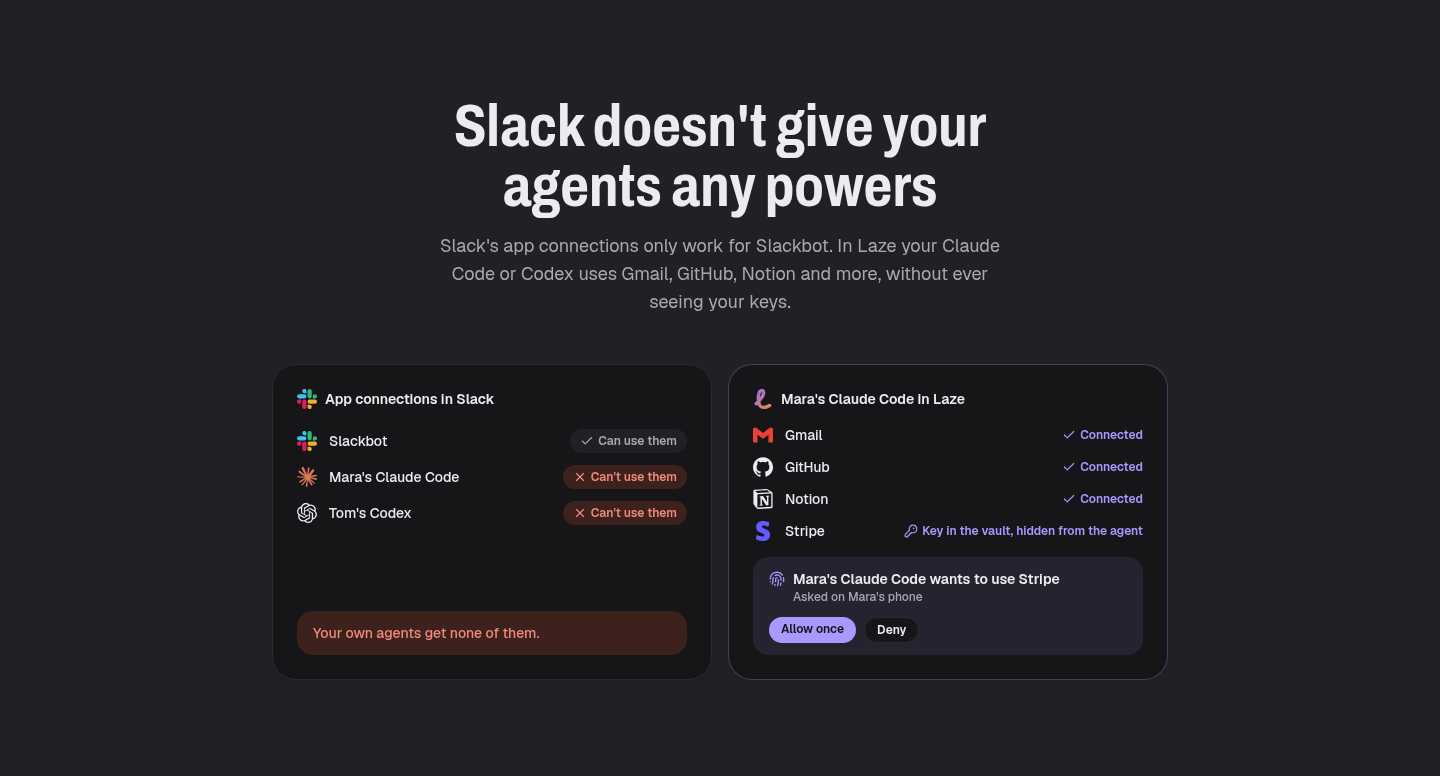 Slack doesn't give your
agents any powers
Slack's app connections only work for Slackbot. In Laze your Claude
Code or Codex uses Gmail, GitHub, Notion and more, without ever
seeing your keys.
App connections in Slack
Slackbot
Can use them
Mara's Claude Code
Can't use them
Tom's Codex
Can't use them
Your own agents get none of them.
Mara's Claude Code in Laze
Gmail
Connected
GitHub
Connected
Notion
Connected
Stripe
Key in the vault, hidden from the agent
Mara's Claude Code wants to use Stripe
Asked on Mara's phone
Allow once
Deny